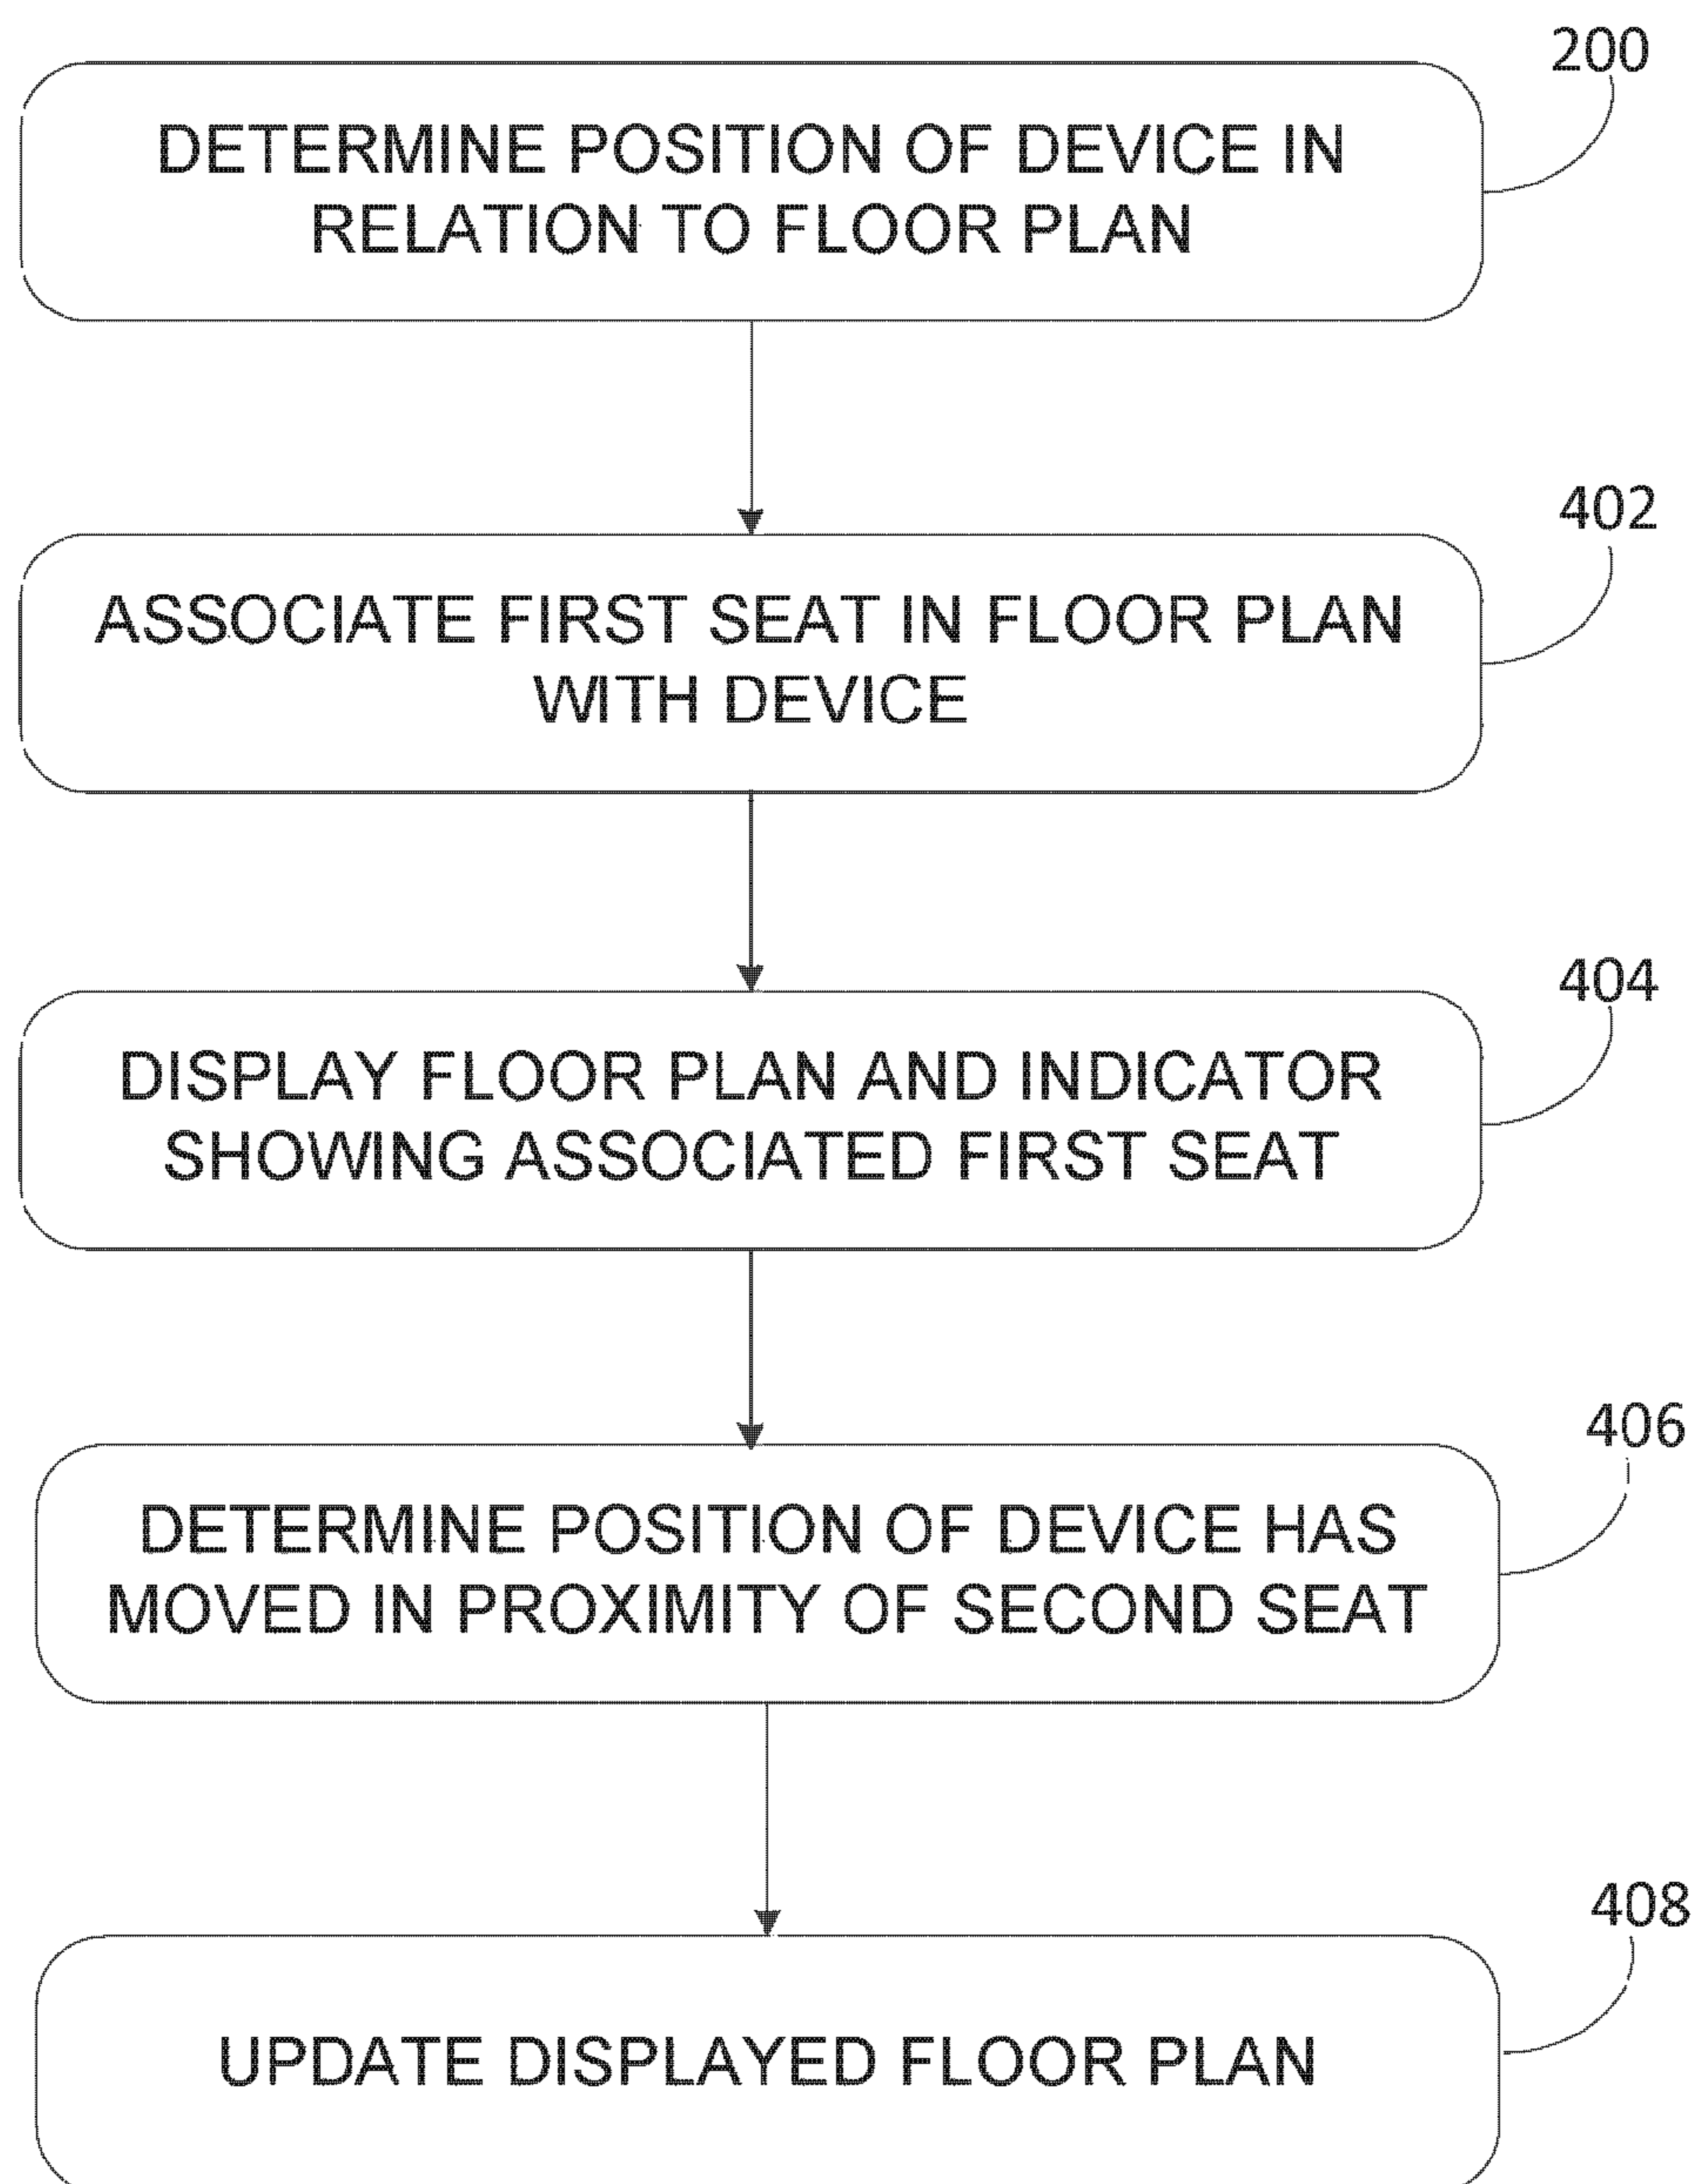 200
DETERMINE POSITION OF DEVICE IN
RELATION TO FLOOR PLAN
402
ASSOCIATE FIRST SEAT IN FLOOR PLAN
WITH DEVICE
404
DISPLAY FLOOR PLAN AND INDICATOR
SHOWING ASSOCIATED FIRST SEAT
406
DETERMINE POSITION OF DEVICE HAS
MOVED IN PROXIMITY OF SECOND SEAT
408
UPDATE DISPLAYED FLOOR PLAN